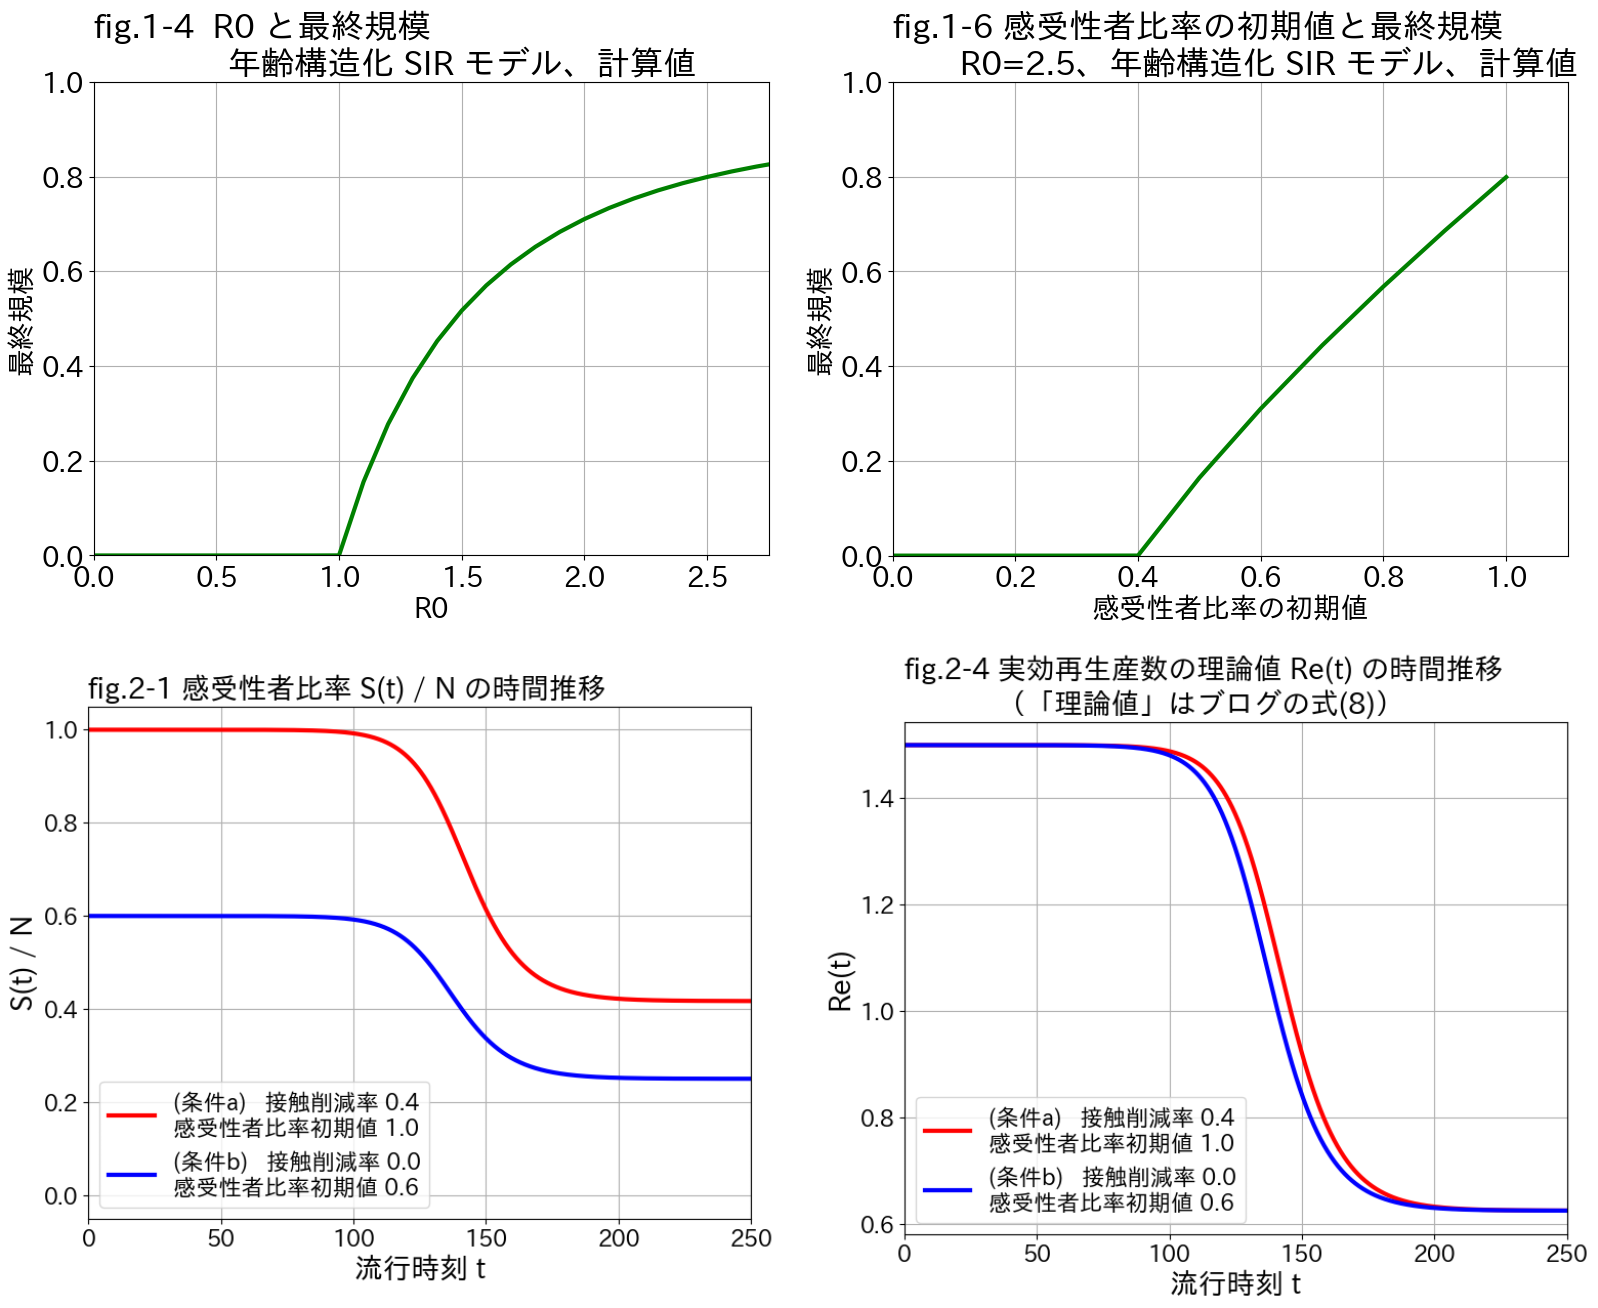 fig.1-4 R0 と最終規模
年齢構造化 SIR モデル、計算値
1.0
0.8
0.6
0.4
0.2
0.0
最終規模
0.0 0.5 1.0 1.5 2.0 2.5
R0
fig.1-6 感受性者比率の初期値と最終規模
R0=2.5、年齢構造化 SIR モデル、計算値
1.0
0.8
0.6
0.4
0.2
0.0
最終規模
0.0 0.2 0.4 0.6 0.8 1.0
感受性者比率の初期値
fig.2-1 感受性者比率 S(t) / N の時間推移
1.0
0.8
0.6
0.4
0.2
0.0
S(t) / N
(条件a) 接触削減率 0.4
感受性者比率初期値 1.0
(条件b) 接触削減率 0.0
感受性者比率初期値 0.6
0 50 100 150 200 250
流行時刻 t
fig.2-4 実効再生産数の理論値 Re(t) の時間推移
（「理論値」はブログの式(8)）
1.4
1.2
1.0
0.8
0.6
Re(t)
(条件a) 接触削減率 0.4
感受性者比率初期値 1.0
(条件b) 接触削減率 0.0
感受性者比率初期値 0.6
0 50 100 150 200 250
流行時刻 t